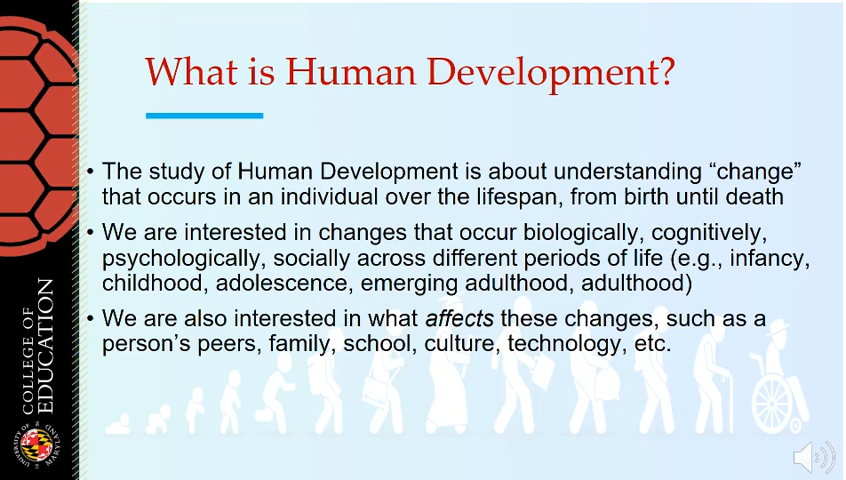 What is Human Development?
• The study of Human Development is about understanding “change”
that occurs in an individual over the lifespan, from birth until death
• We are interested in changes that occur biologically, cognitively,
psychologically, socially across different periods of life (e.g., infancy,
childhood, adolescence, emerging adulthood, adulthood)
• We are also interested in what affects these changes, such as a
person’s peers, family, school, culture, technology, etc.
COLLEGE OF
EDUCATION
UNIVERSITY OF
MARYLAND